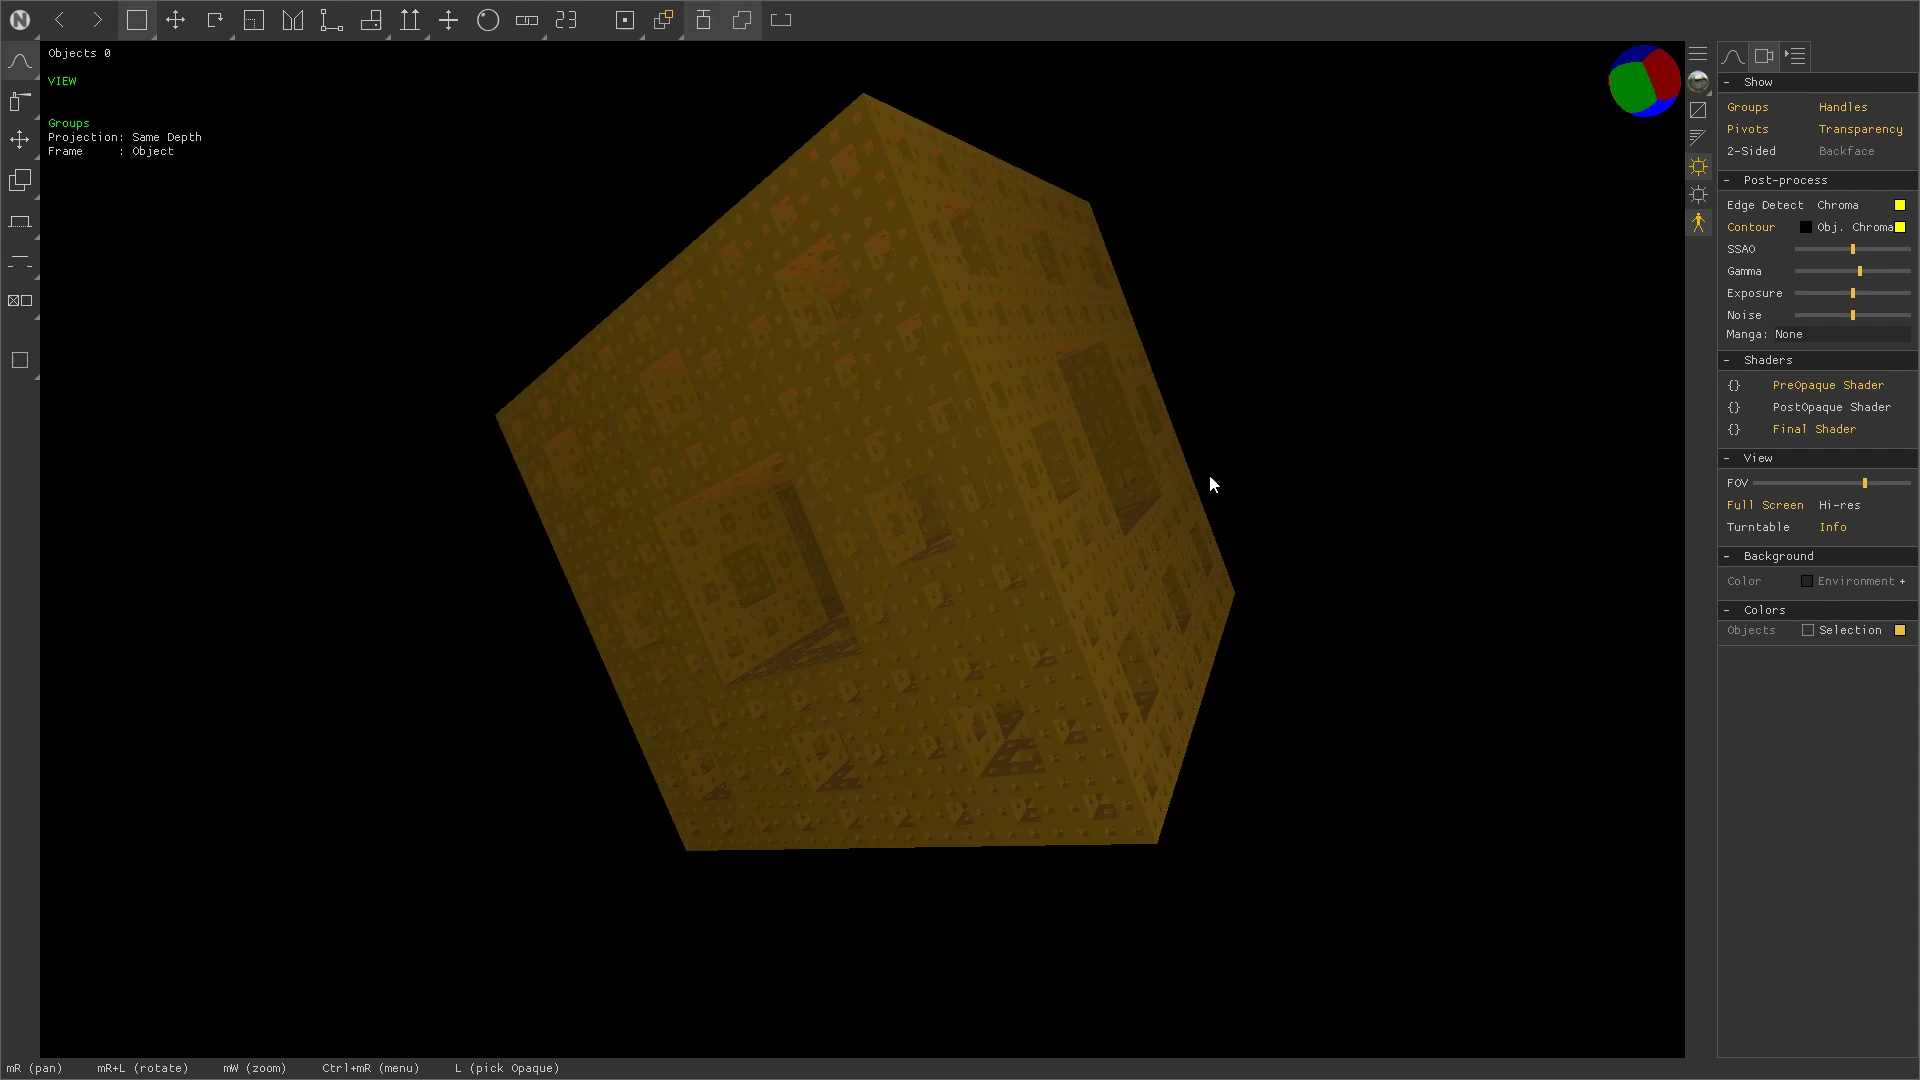 N
23
Objects 0
VIEW
Groups
Projection: Same Depth
Frame : Object
- Show
Groups Handles
Pivots Transparency
2-Sided Backface
- Post-process
Edge Detect Chroma
Contour Obj. Chroma
SSAO
Gamma
Exposure
Noise
Manga: None
- Shaders
{} PreOpaque Shader
{} PostOpaque Shader
{} Final Shader
- View
FOV
Full Screen Hi-res
Turntable Info
- Background
Color Environment +
- Colors
Objects Selection
mR (pan) mR+L (rotate) mW (zoom) Ctrl+mR (menu) L (pick Opaque)